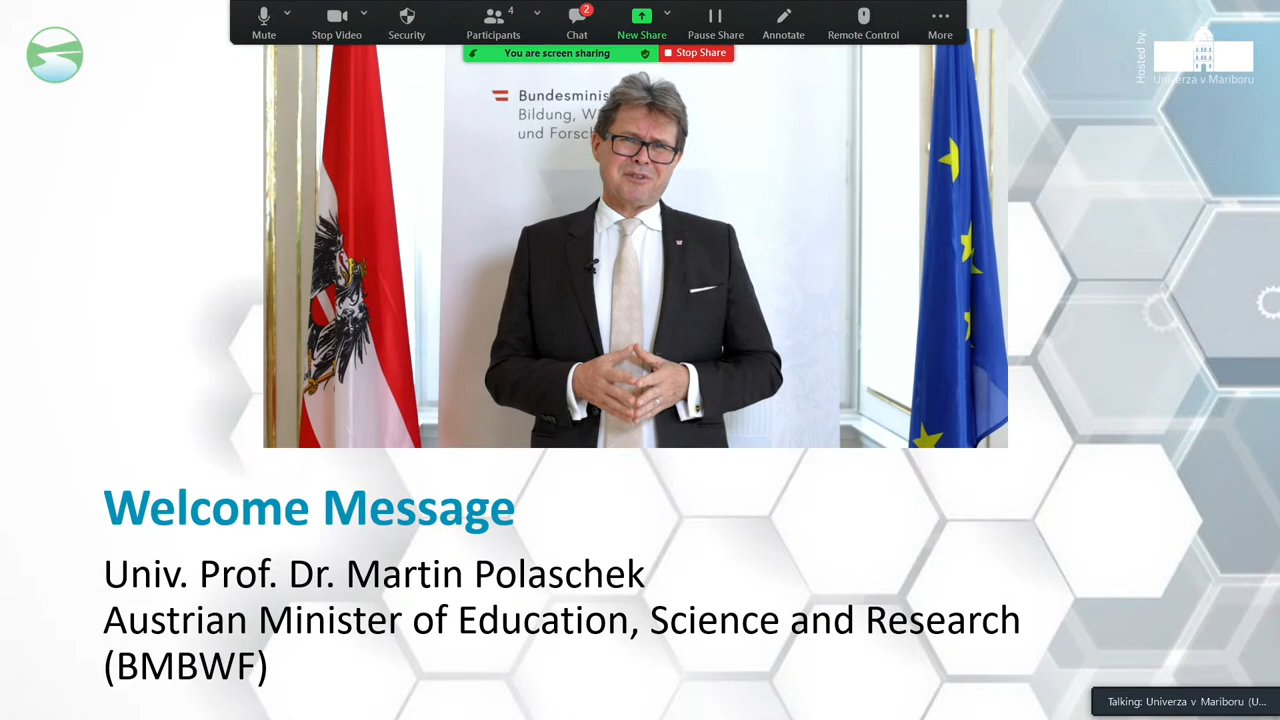 4
2
Mute
Stop Video
Security
Participants
Chat
New Share
Pause Share
Annotate
Remote Control
More
You are screen sharing
Stop Share
Hosted by:
Univerza v Mariboru
Bundesminis
Bildung, W
und Forsch
Welcome Message
Univ. Prof. Dr. Martin Polaschek
Austrian Minister of Education, Science and Research
(BMBWF)
Talking: Univerza v Mariboru (U...